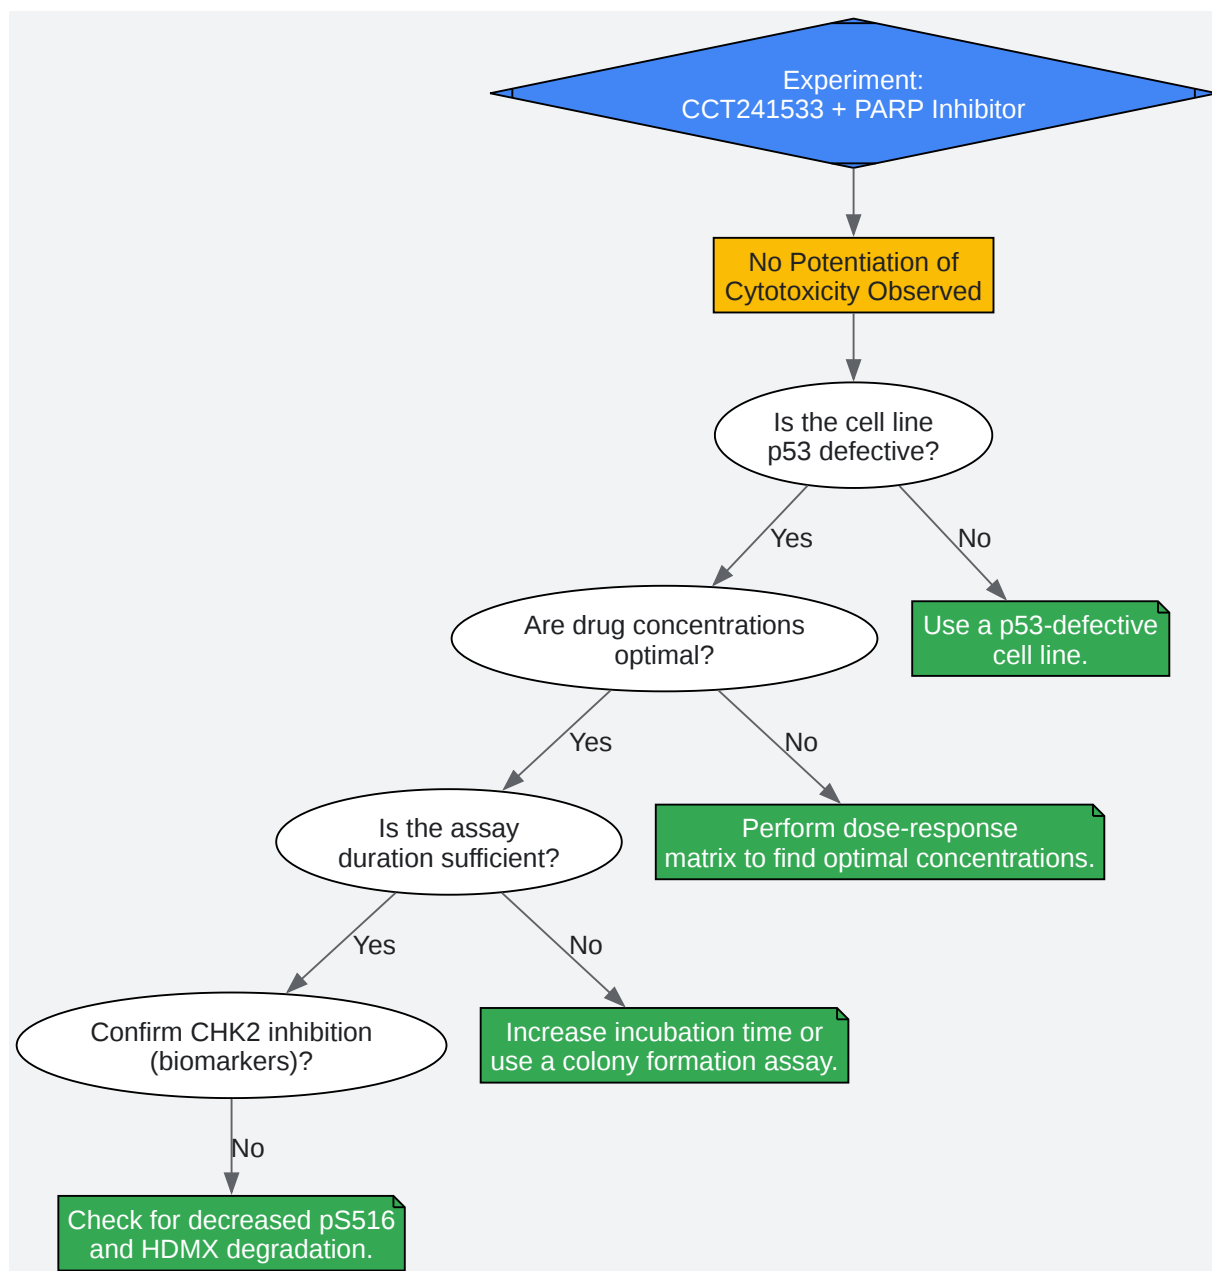 Experiment:
CCT241533 + PARP Inhibitor
No Potentiation of
Cytotoxicity Observed
Is the cell line
p53 defective?
Yes
No
Use a p53-defective
cell line.
Are drug concentrations
optimal?
Yes
No
Perform dose-response
matrix to find optimal concentrations.
Is the assay
duration sufficient?
Yes
No
Increase incubation time or
use a colony formation assay.
Confirm CHK2 inhibition
(biomarkers)?
No
Check for decreased pS516
and HDMX degradation.